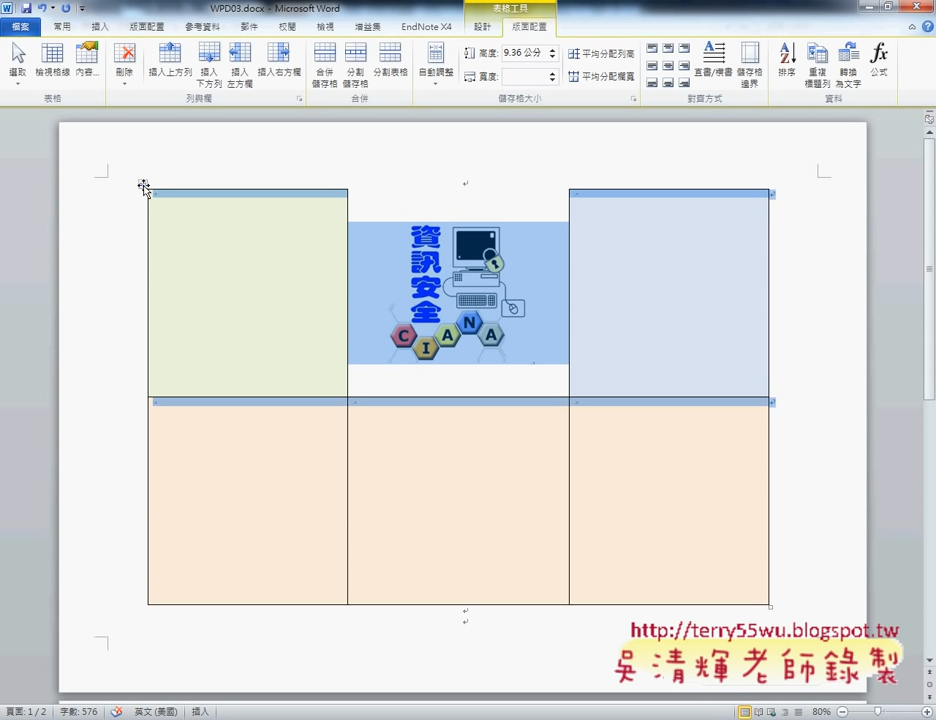 WPD03.docx - Microsoft Word
表格工具
檔案 常用 插入 版面配置 參考資料 郵件 校閱 檢視 增益集 EndNote X4 設計 版面配置
選取 檢視格線 內容... 刪除 插入上方列 插入下方列 插入左方欄 插入右方欄 合併儲存格 分割儲存格 分割表格 自動調整 高度: 9.36 公分 寬度: 平均分配列高 平均分配欄寬 直書/橫書 儲存格邊界 排序 重複標題列 轉換為文字 fx 公式
表格 列與欄 合併 儲存格大小 對齊方式 資料
資訊安全
C I A N A
http://terry55wu.blogspot.tw
吳清輝老師錄製
頁面: 1 / 2 字數: 576 英文 (美國) 插入 80%